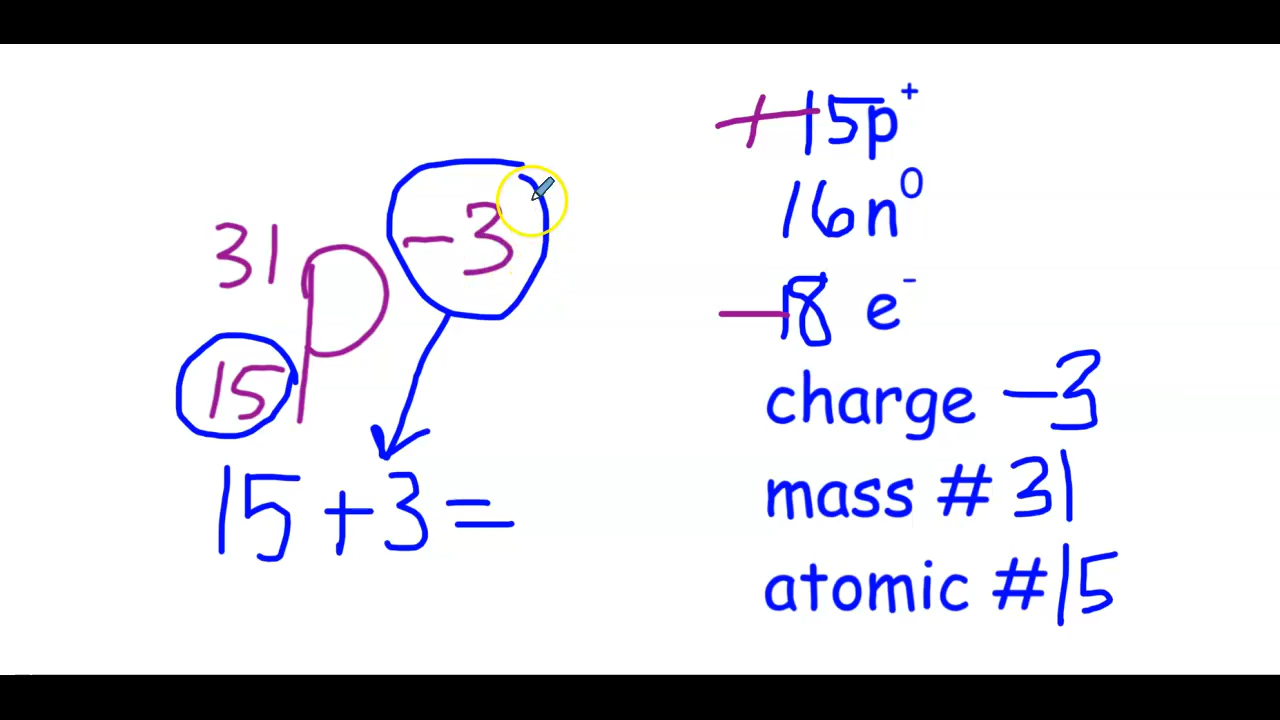 31 P -3
15
15+3=
+15p+
16n0
-18 e-
charge -3
mass # 31
atomic #15